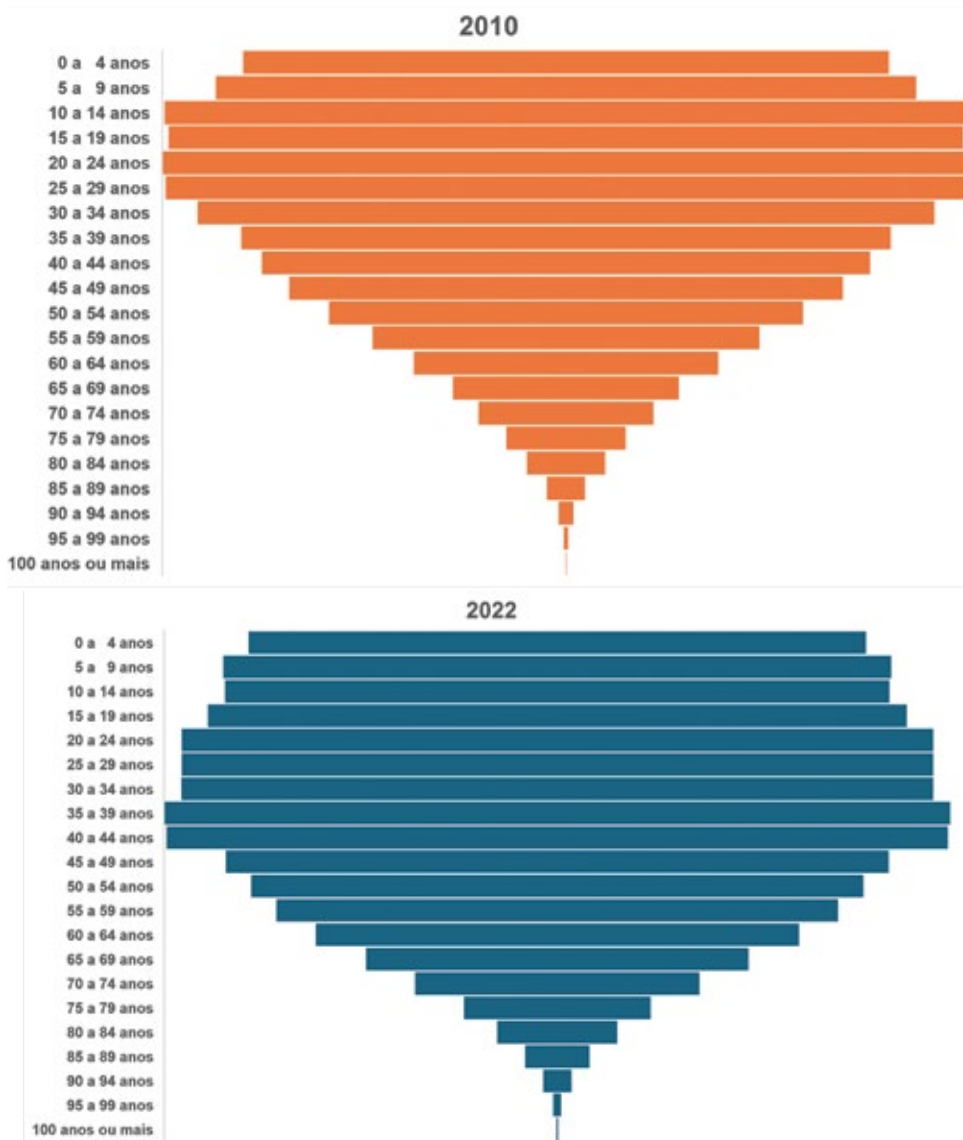 2010
0 a 4 anos
5 a 9 anos
10 a 14 anos
15 a 19 anos
20 a 24 anos
25 a 29 anos
30 a 34 anos
35 a 39 anos
40 a 44 anos
45 a 49 anos
50 a 54 anos
55 a 59 anos
60 a 64 anos
65 a 69 anos
70 a 74 anos
75 a 79 anos
80 a 84 anos
85 a 89 anos
90 a 94 anos
95 a 99 anos
100 anos ou mais
2022
0 a 4 anos
5 a 9 anos
10 a 14 anos
15 a 19 anos
20 a 24 anos
25 a 29 anos
30 a 34 anos
35 a 39 anos
40 a 44 anos
45 a 49 anos
50 a 54 anos
55 a 59 anos
60 a 64 anos
65 a 69 anos
70 a 74 anos
75 a 79 anos
80 a 84 anos
85 a 89 anos
90 a 94 anos
95 a 99 anos
100 anos ou mais